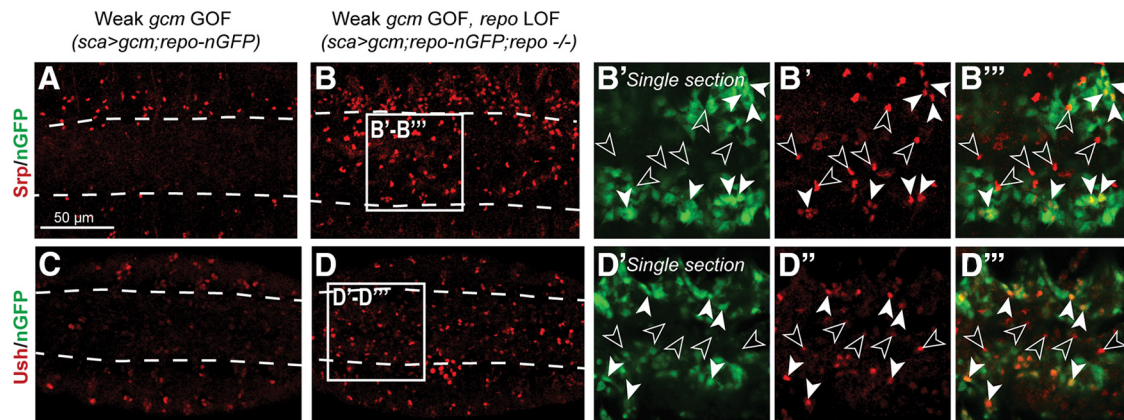 Weak gcm GOF
(sca>gcm;repo-nGFP)
Weak gcm GOF, repo LOF
(sca>gcm;repo-nGFP;repo -/-)
Srp/nGFP
A
50 µm
B
B’-B’’’
B’ Single section
B’
B’’’
Ush/nGFP
C
D
D’-D’’’
D’ Single section
D’’
D’’’